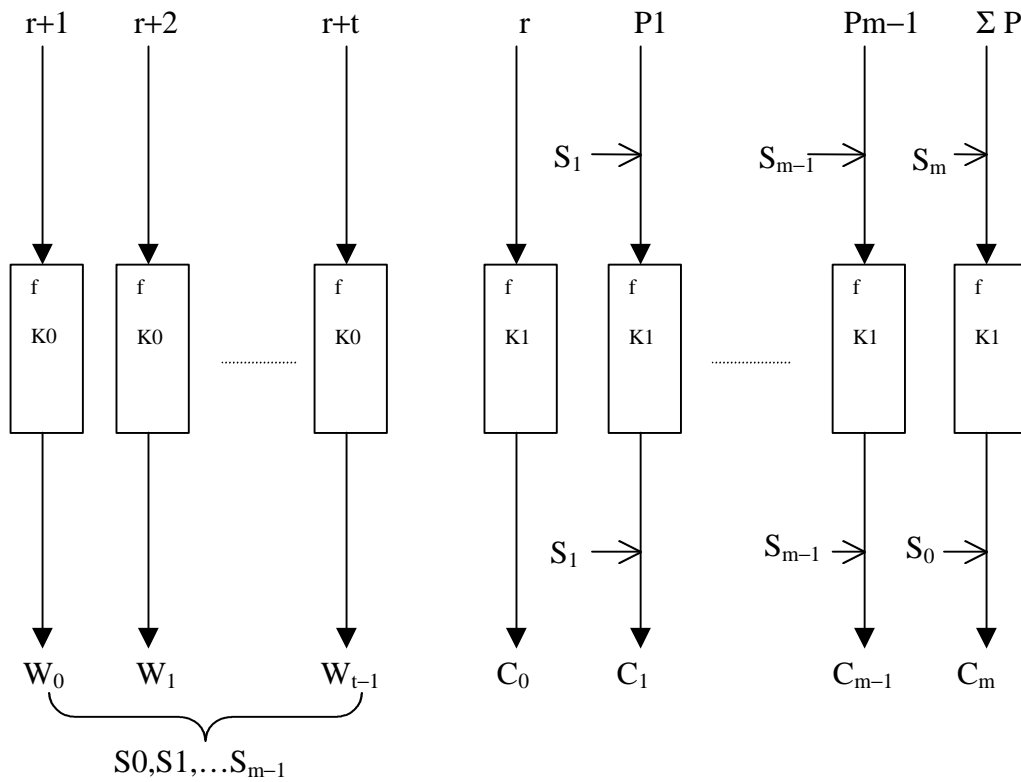 r+1 r+2 r+t r P1 Pm–1 Σ P
S₁ Sₘ₋₁ Sₘ
f f f f f f f
K0 K0 K0 K1 K1 K1 K1
S₁ Sₘ₋₁ S₀
W₀ W₁ Wₜ₋₁ C₀ C₁ Cₘ₋₁ Cₘ
S0,S1,…Sₘ₋₁